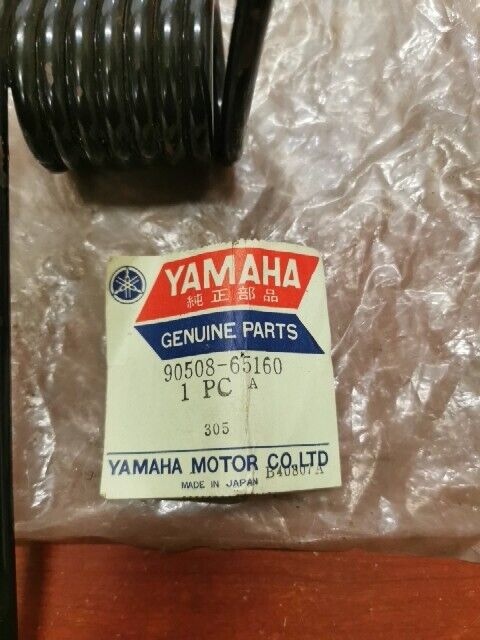 YAMAHA
純正部品
GENUINE PARTS
90508-65160
1 PC A
305
YAMAHA MOTOR CO.LTD
B40807A
MADE IN JAPAN